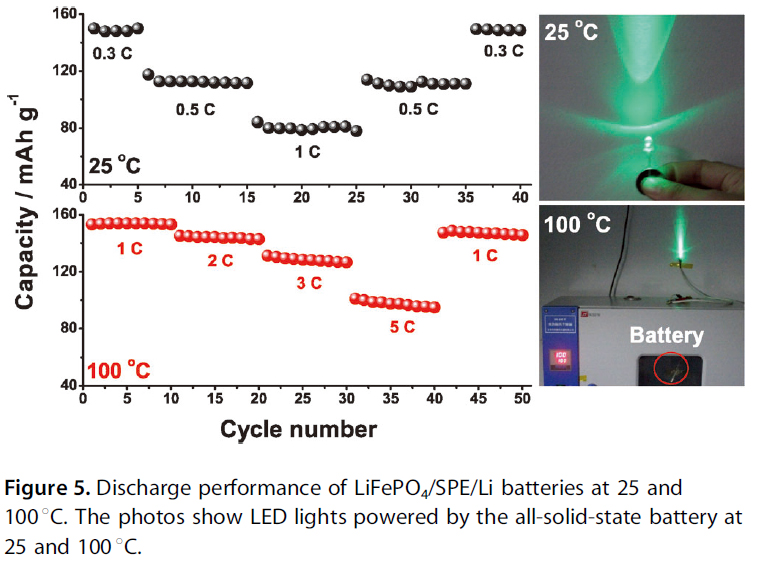 160
120
80
40
0.3 C
0.5 C
1 C
0.5 C
0.3 C
25 °C
0 5 10 15 20 25 30 35 40
160
120
80
40
1 C
2 C
3 C
5 C
1 C
100 °C
0 5 10 15 20 25 30 35 40 45 50
Capacity / mAh g⁻¹
Cycle number
25 °C
100 °C
Battery
Figure 5. Discharge performance of LiFePO₄/SPE/Li batteries at 25 and
100 °C. The photos show LED lights powered by the all-solid-state battery at
25 and 100 °C.